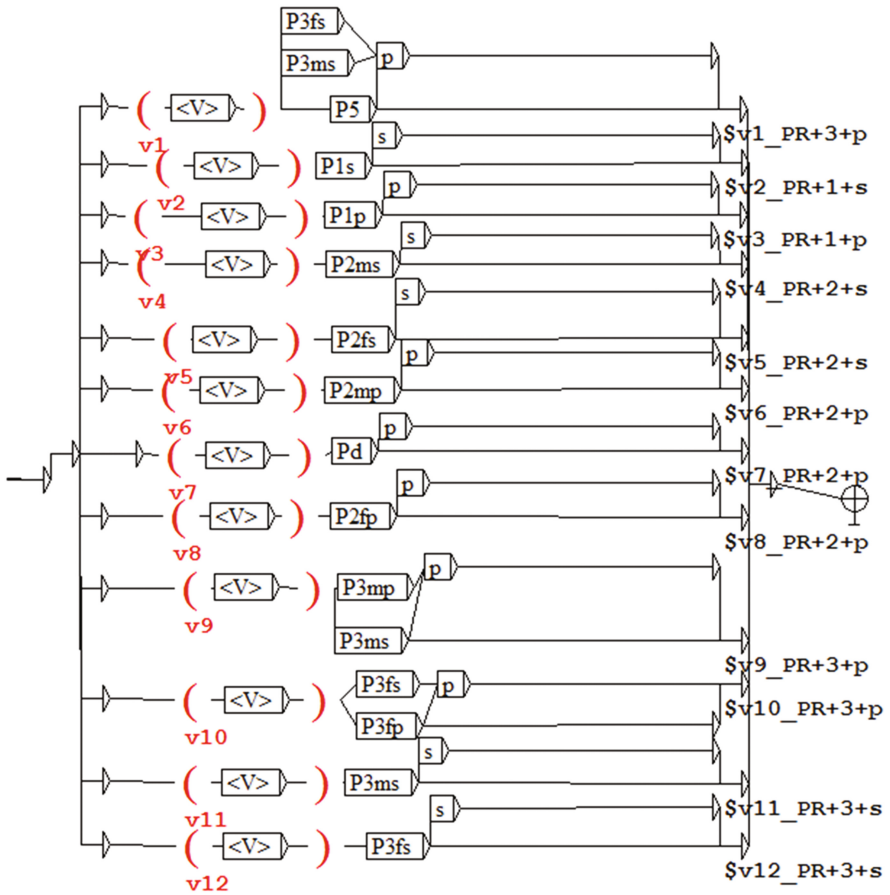 P3fs
P3ms p
<V> P5
v1 s $v1_PR+3+p
<V> P1s
v2 p $v2_PR+1+s
<V> P1p
v3 s $v3_PR+1+p
<V> P2ms
v4 s $v4_PR+2+s
<V> P2fs
v5 p $v5_PR+2+s
<V> P2mp
v6 p $v6_PR+2+p
<V> Pd
v7 p $v7_PR+2+p
<V> P2fp
v8 $v8_PR+2+p
p
<V> P3mp
v9 P3ms
$v9_PR+3+p
P3fs p
<V> $v10_PR+3+p
v10 P3fp
s
<V> P3ms
v11 s $v11_PR+3+s
<V> P3fs
v12 $v12_PR+3+s